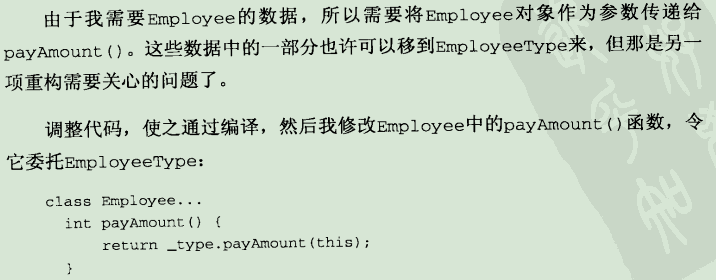 由于我需要Employee的数据，所以需要将Employee对象作为参数传递给
payAmount()。这些数据中的一部分也许可以移到EmployeeType来，但那是另一
项重构需要关心的问题了。
调整代码，使之通过编译，然后我修改Employee中的payAmount()函数，令
它委托EmployeeType：
class Employee...
int payAmount() {
return _type.payAmount(this);
}